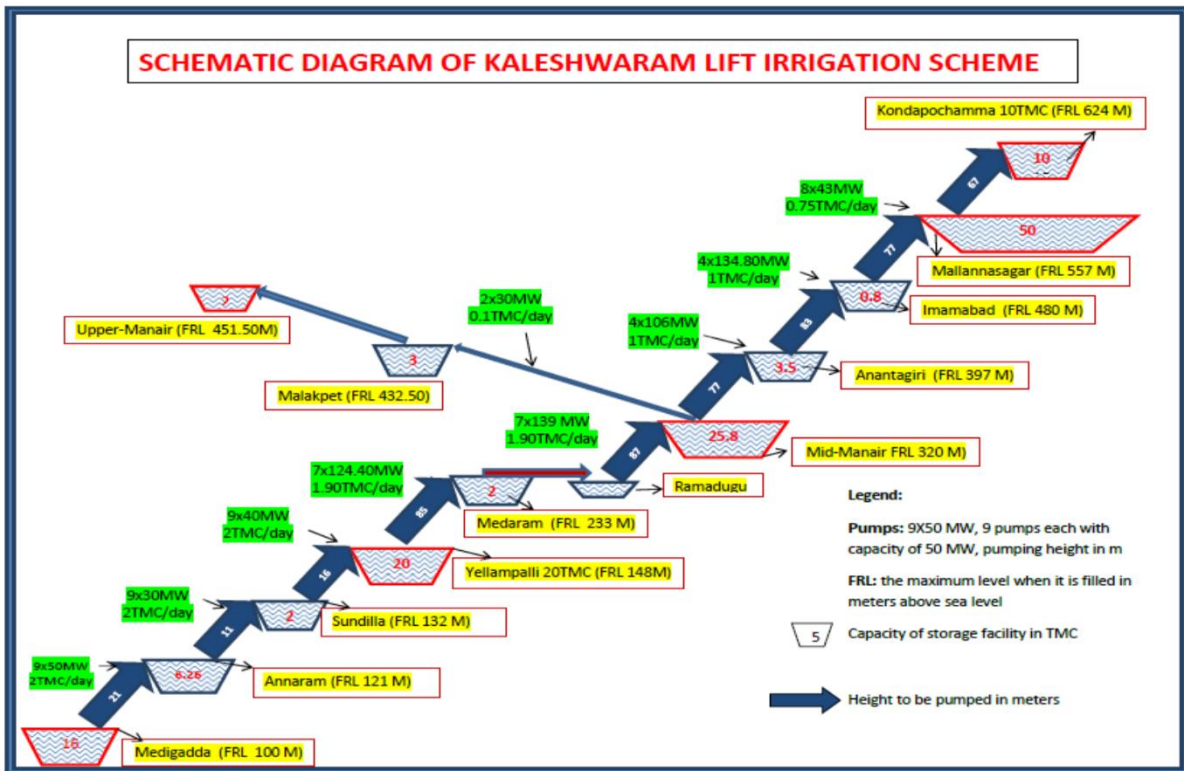 SCHEMATIC DIAGRAM OF KALESHWARAM LIFT IRRIGATION SCHEME
Kondapochamma 10TMC (FRL 624 M)
10
67
8x43MW
0.75TMC/day
50
77
Mallannasagar (FRL 557 M)
4x134.80MW
1TMC/day
0.8
83
Imamabad (FRL 480 M)
2x30MW
0.1TMC/day
2
Upper-Manair (FRL 451.50M)
4x106MW
1TMC/day
3
3.5
77
Anantagiri (FRL 397 M)
Malakpet (FRL 432.50)
7x139 MW
1.90TMC/day
25.8
87
Mid-Manair FRL 320 M)
7x124.40MW
1.90TMC/day
2
85
Ramadugu
Medaram (FRL 233 M)
9x40MW
2TMC/day
20
16
Yellampalli 20TMC (FRL 148M)
9x30MW
2TMC/day
2
11
Sundilla (FRL 132 M)
9x50MW
2TMC/day
6.26
21
Annaram (FRL 121 M)
16
Medigadda (FRL 100 M)
Legend:
Pumps: 9X50 MW, 9 pumps each with
capacity of 50 MW, pumping height in m
FRL: the maximum level when it is filled in
meters above sea level
5
Capacity of storage facility in TMC
Height to be pumped in meters